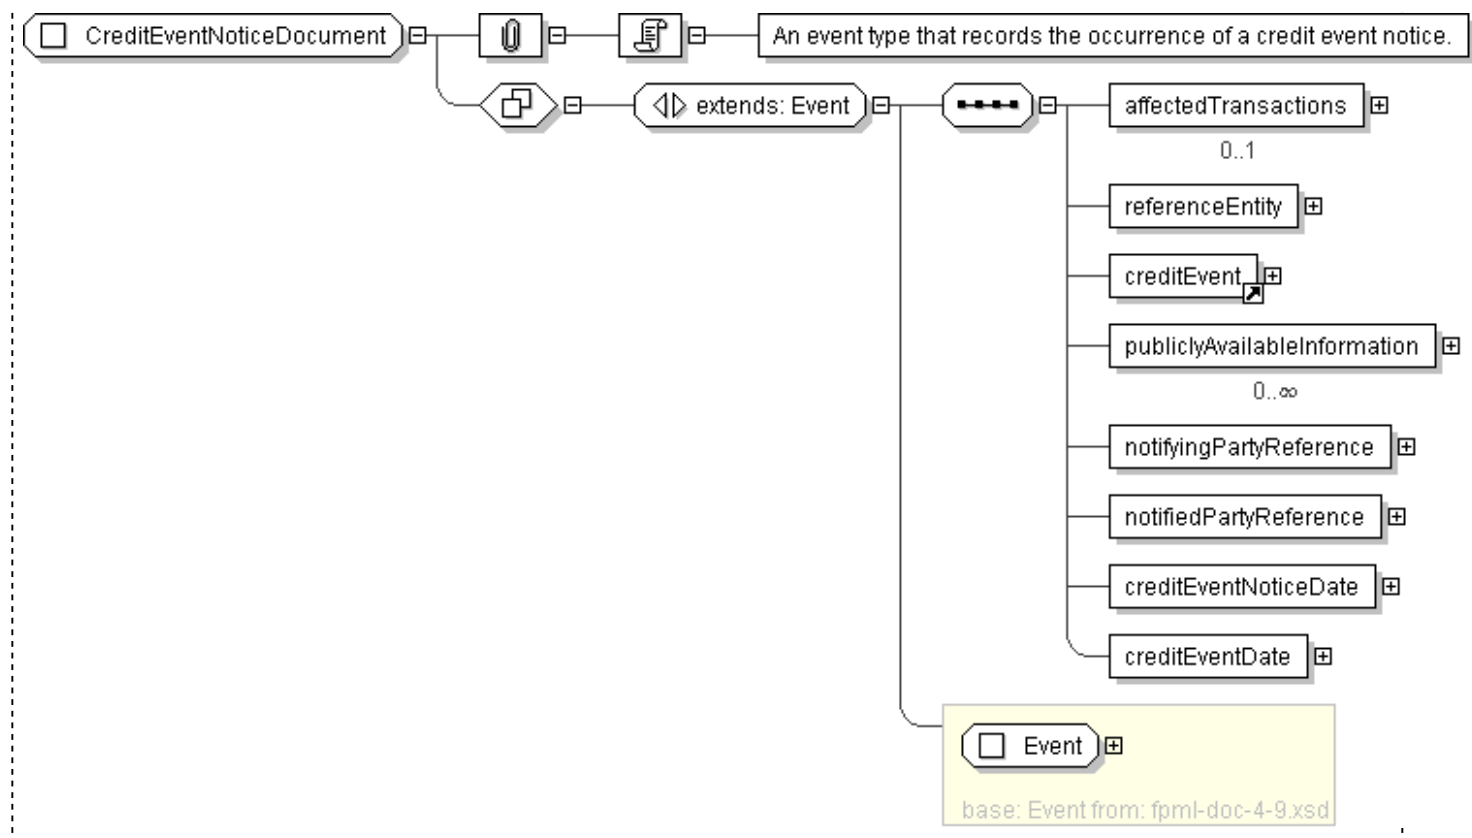 CreditEventNoticeDocument
An event type that records the occurrence of a credit event notice.
extends: Event
affectedTransactions
0..1
referenceEntity
creditEvent
publiclyAvailableInformation
0..∞
notifyingPartyReference
notifiedPartyReference
creditEventNoticeDate
creditEventDate
Event
base: Event from: fpml-doc-4-9.xsd